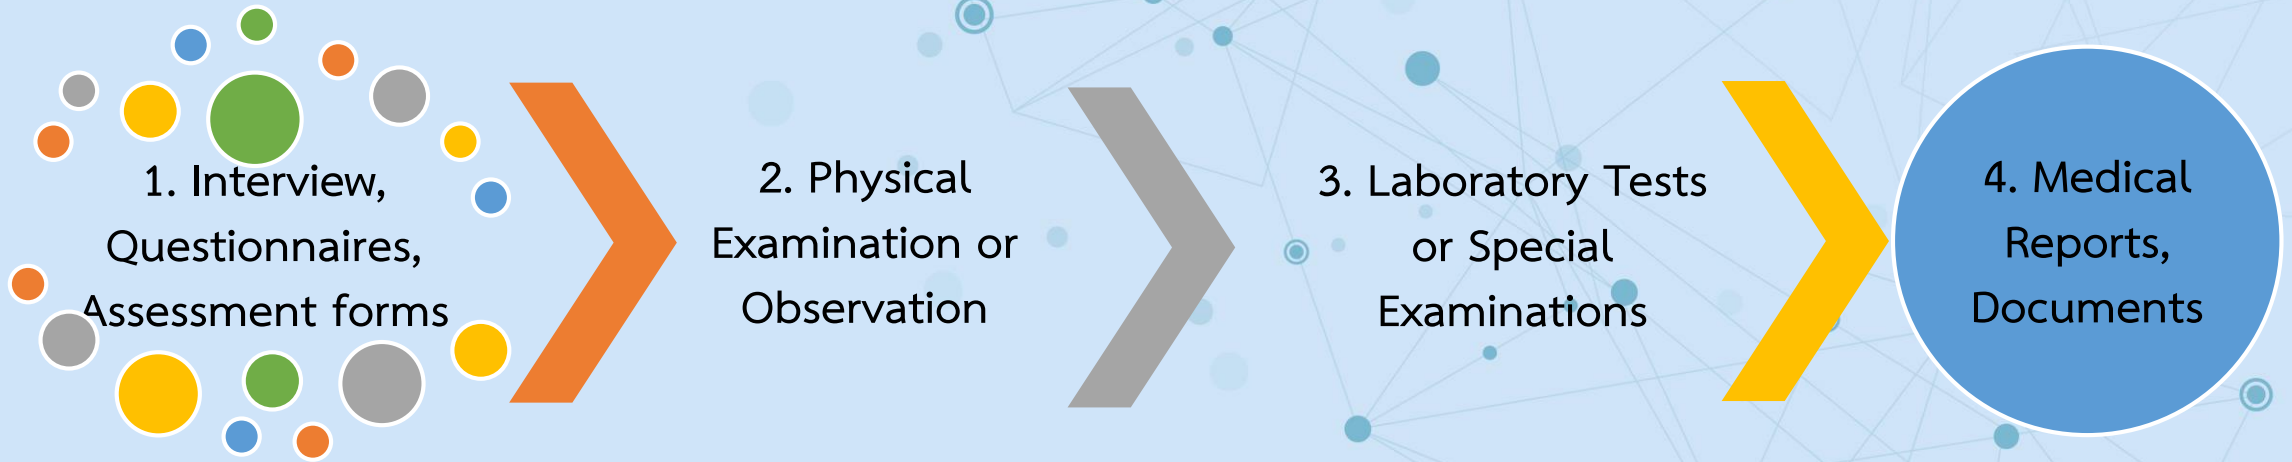 1. Interview,
Questionnaires,
Assessment forms
2. Physical
Examination or
Observation
3. Laboratory Tests
or Special
Examinations
4. Medical
Reports,
Documents